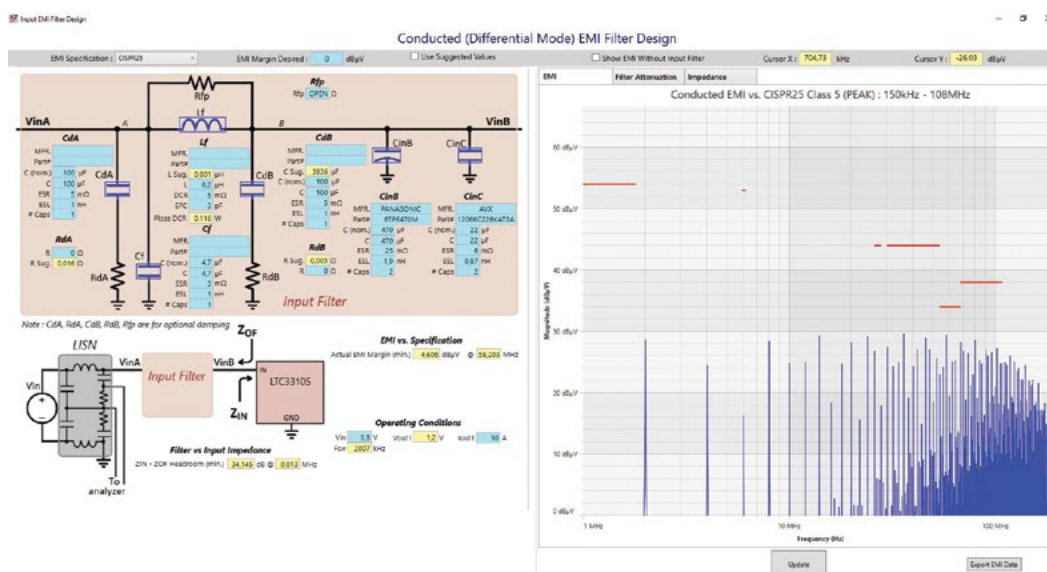 Input EMI Filter Design
Conducted (Differential Mode) EMI Filter Design
EMI Specification : CISPR25
EMI Margin Desired : 0 dBµV
Use Suggested Values
Show EMI Without Input Filter
Cursor X : 704,73 kHz
Cursor Y : -26.03 dBµV
Rfp
Rfp OPEN Ω
Rfp
Lf
VinA
A
B
VinB
CdA
MFR.
Part#
C (nom.) 100 µF
C 100 µF
ESR 5 mΩ
ESL 1 nH
# Caps 1
CdA
RdA
R 0 Ω
R Sug. 0,016 Ω
RdA
Cf
Lf
MFR.
Part#
L Sug. 0,001 µH
L 0,2 µH
DCR 5 mΩ
EPC 2 pF
Ploss DCR 0,116 W
Cf
MFR.
Part#
C (nom.) 4,7 µF
C 4,7 µF
ESR 3 mΩ
ESL 1 nH
# Caps 1
CdB
RdB
CdB
MFR.
Part#
C Sug. 3836 µF
C (nom.) 100 µF
C 100 µF
ESR 5 mΩ
ESL 1 nH
# Caps 1
RdB
R Sug. 0,005 Ω
R 0 Ω
CinB
CinC
CinB
MFR. PANASONIC
Part# 6TPE470M
C (nom.) 470 µF
C 470 µF
ESR 25 mΩ
ESL 1,9 nH
# Caps 2
CinC
MFR. AVX
Part# 12066C226KAT3A
C (nom.) 22 µF
C 22 µF
ESR 6 mΩ
ESL 0,67 nH
# Caps 2
Input Filter
Note : CdA, RdA, CdB, RdB, Rfp are for optional damping
LISN
VinA
Input Filter
VinB
ZOF
ZIN
IN
LTC3310S
GND
Vin
To
analyzer
EMI vs. Specification
Actual EMI Margin (min.) 4,606 dBµV @ 58,203 MHz
Operating Conditions
Vin 3,3 V
Vout1 1,2 V
Iout1 10 A
Fsw 2007 kHz
Filter vs Input Impedance
ZIN - ZOF Headroom (min.) 34,145 dB @ 0,013 MHz
EMI
Filter Attenuation
Impedance
Conducted EMI vs. CISPR25 Class 5 (PEAK) : 150kHz - 108MHz
60 dBµV
50 dBµV
40 dBµV
30 dBµV
20 dBµV
10 dBµV
0 dBµV
Magnitude (dBµV)
1 MHz
10 MHz
100 MHz
Frequency (Hz)
Update
Export EMI Data